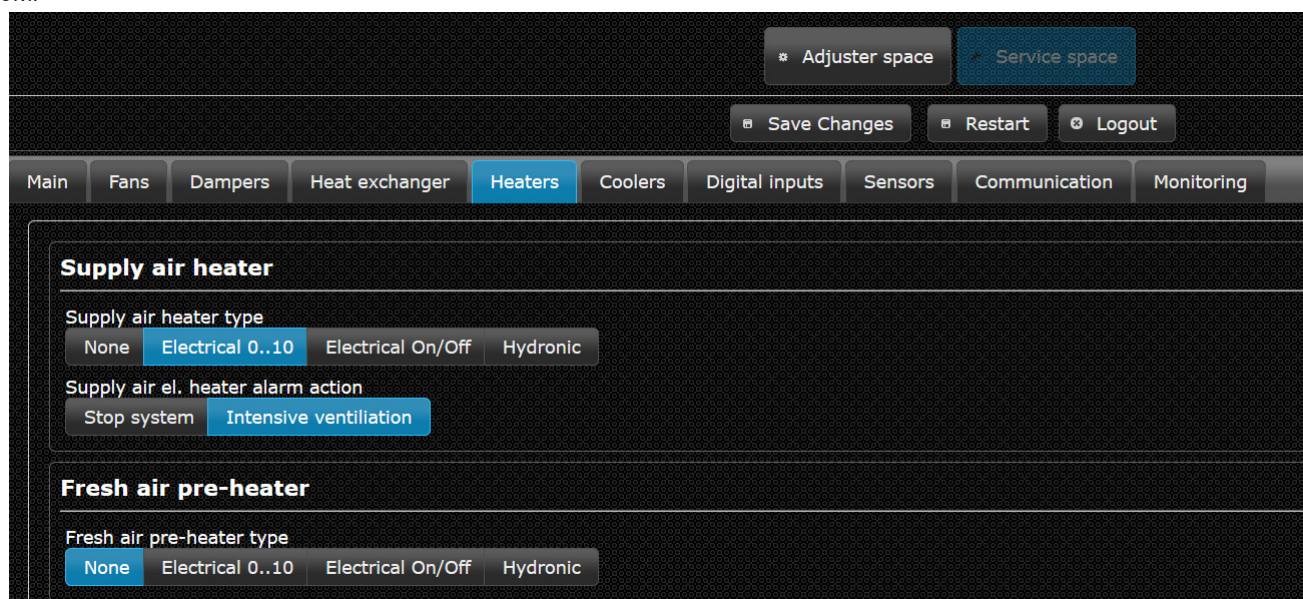 Adjuster space Service space
Save Changes Restart Logout
Main Fans Dampers Heat exchanger Heaters Coolers Digital inputs Sensors Communication Monitoring
Supply air heater
Supply air heater type
None Electrical 0..10 Electrical On/Off Hydronic
Supply air el. heater alarm action
Stop system Intensive ventiliation
Fresh air pre-heater
Fresh air pre-heater type
None Electrical 0..10 Electrical On/Off Hydronic